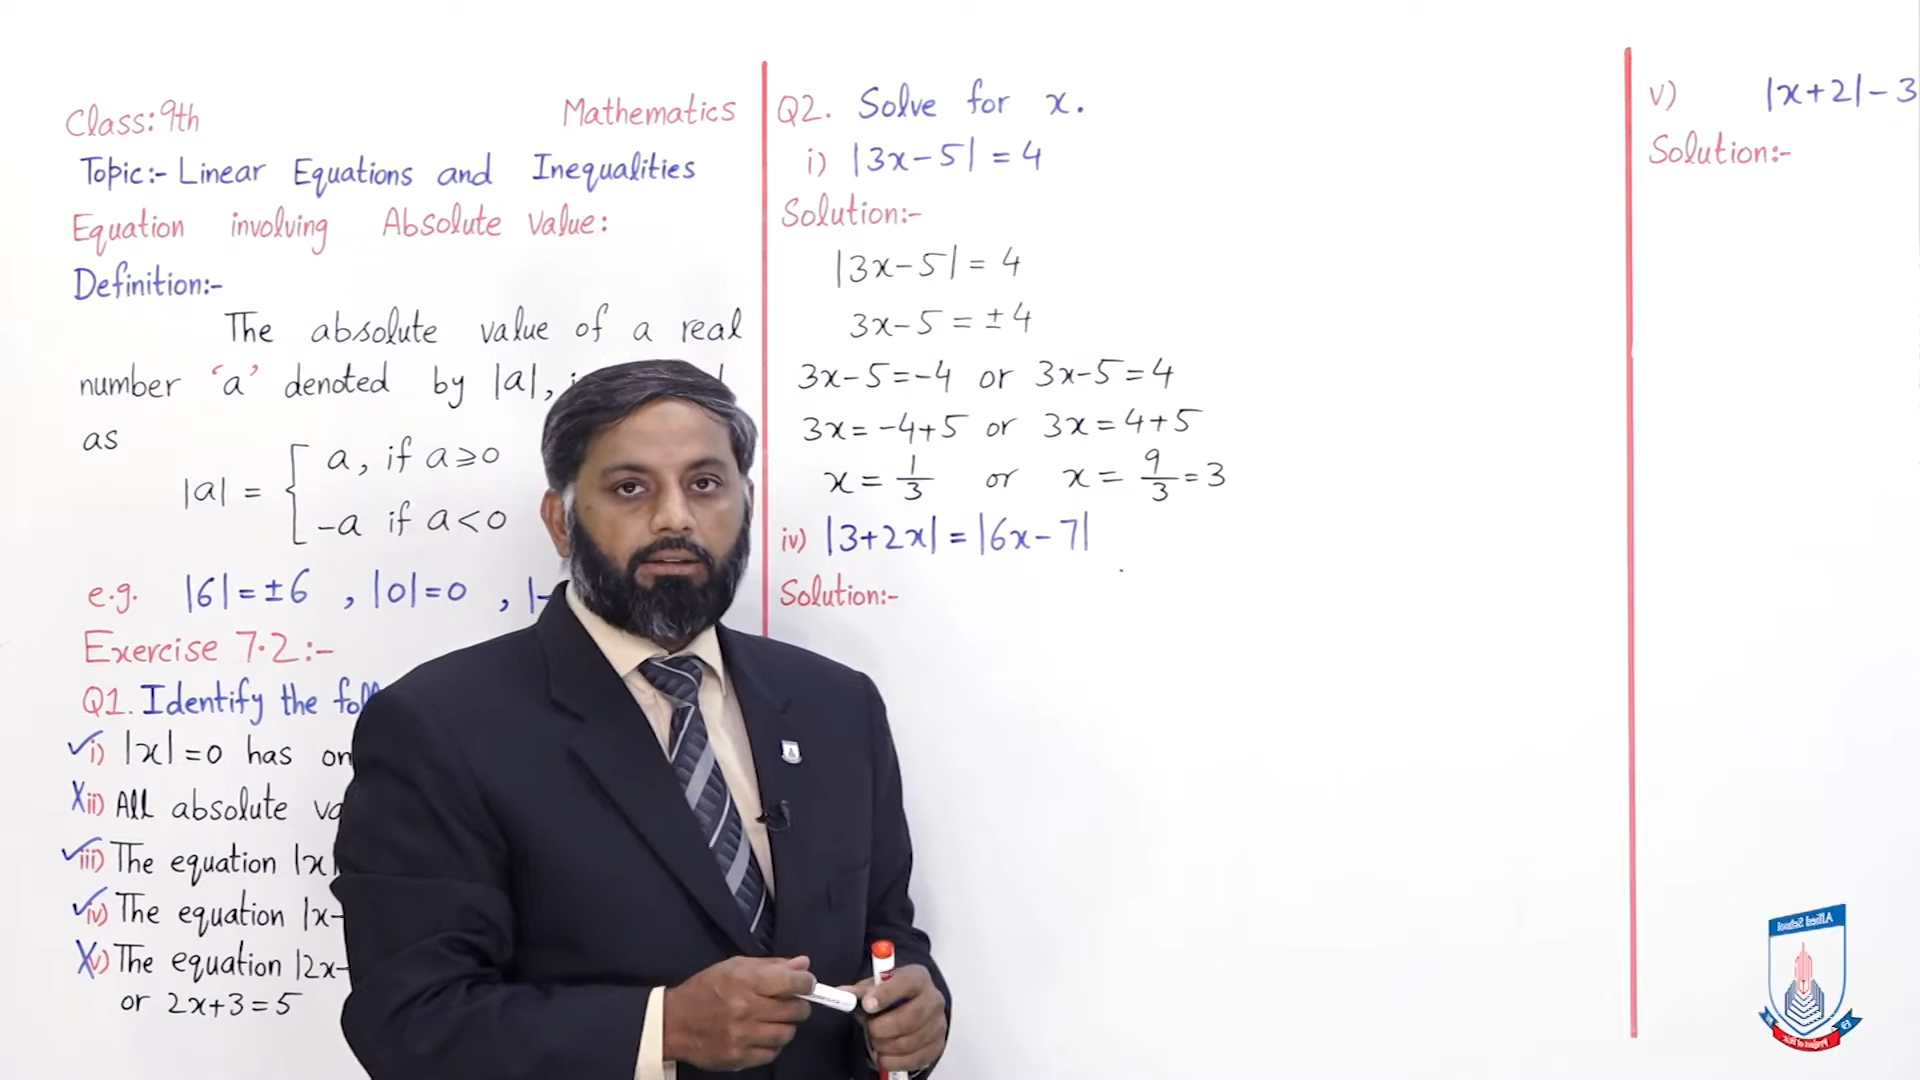 Class: 9th Mathematics
Topic:- Linear Equations and Inequalities
Equation involving Absolute Value:
Definition:-
The absolute value of a real
number 'a' denoted by |a|,
as
|a| = { a, if a ≥ 0
-a if a < 0
e.g. |6| = ±6 , |0| = 0 , |-
Exercise 7.2:-
Q1. Identify the
✓ i) |x| = 0 has
X ii) All absolute
✓ iii) The equation |x|
✓ iv) The equation |x-
X v) The equation |2x-
or 2x+3 = 5
Q2. Solve for x.
i) |3x-5| = 4
Solution:-
|3x-5| = 4
3x-5 = ±4
3x-5 = -4 or 3x-5 = 4
3x = -4+5 or 3x = 4+5
x = 1/3 or x = 9/3 = 3
iv) |3+2x| = |6x-7|
Solution:-
v) |x+2| - 3
Solution:-
Allied School